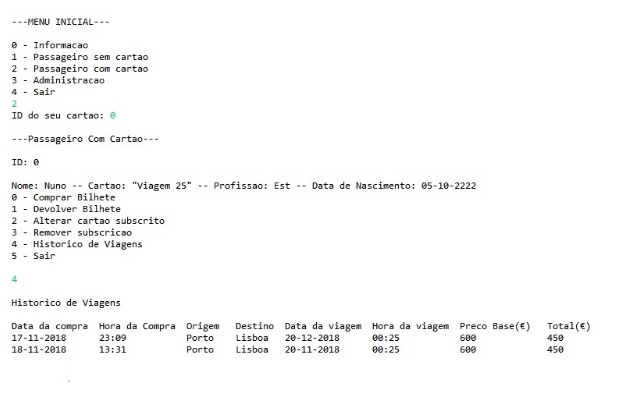 ---MENU INICIAL---
0 - Informacao
1 - Passageiro sem cartao
2 - Passageiro com cartao
3 - Administracao
4 - Sair
2
ID do seu cartao: 0
---Passageiro Com Cartao---
ID: 0
Nome: Nuno -- Cartao: "Viagem 25" -- Profissao: Est -- Data de Nascimento: 05-10-2222
0 - Comprar Bilhete
1 - Devolver Bilhete
2 - Alterar cartao subscrito
3 - Remover subscricao
4 - Historico de Viagens
5 - Sair
4
Historico de Viagens
Data da compra  Hora da Compra  Origem  Destino  Data da viagem  Hora da viagem  Preco Base(€)  Total(€)
17-11-2018  23:09  Porto  Lisboa  20-12-2018  00:25  600  450
18-11-2018  13:31  Porto  Lisboa  20-11-2018  00:25  600  450